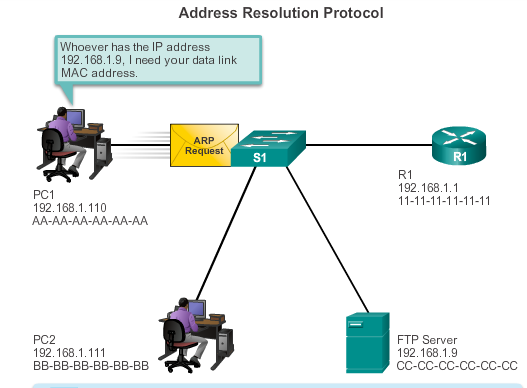 Address Resolution Protocol
Whoever has the IP address
192.168.1.9, I need your data link
MAC address.
ARP
Request
S1
R1
R1
192.168.1.1
11-11-11-11-11-11
PC1
192.168.1.110
AA-AA-AA-AA-AA-AA
PC2
192.168.1.111
BB-BB-BB-BB-BB-BB
FTP Server
192.168.1.9
CC-CC-CC-CC-CC-CC